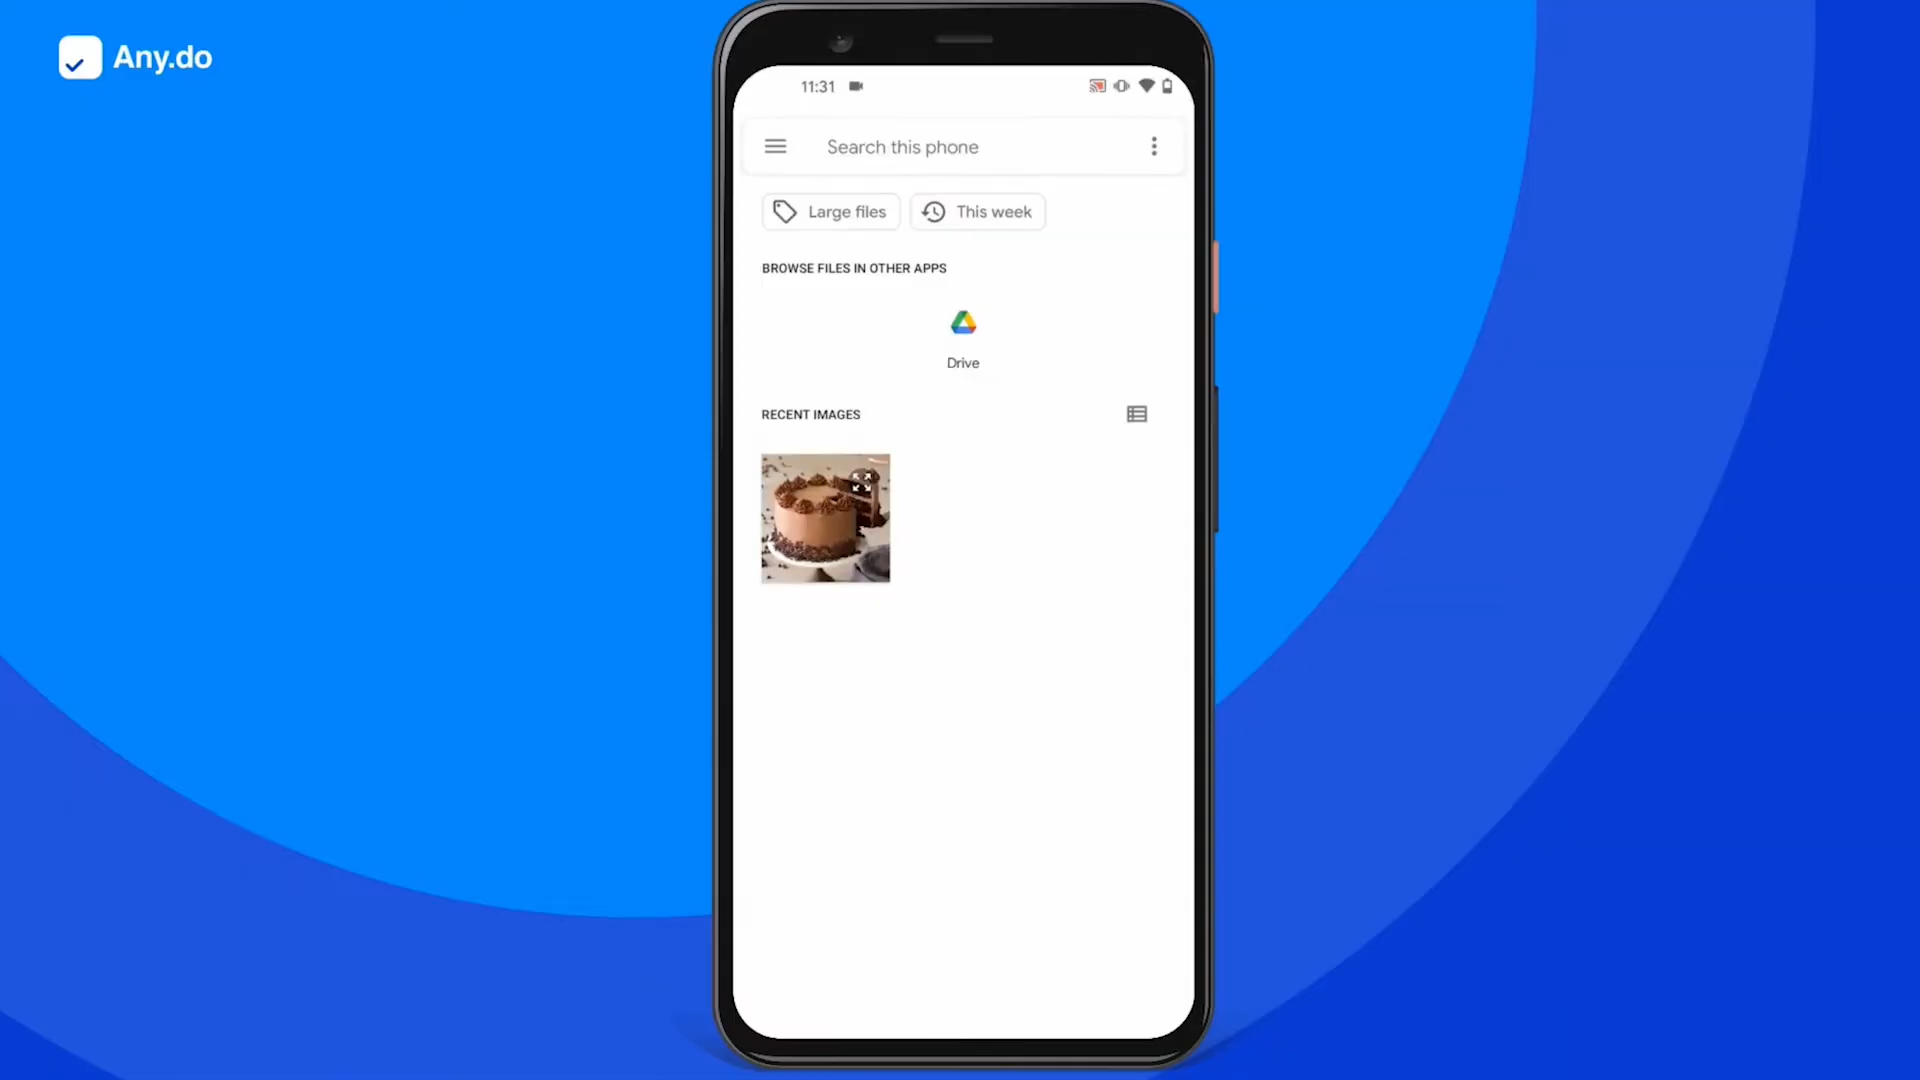 Any.do
11:31
Search this phone
Large files
This week
BROWSE FILES IN OTHER APPS
Drive
RECENT IMAGES